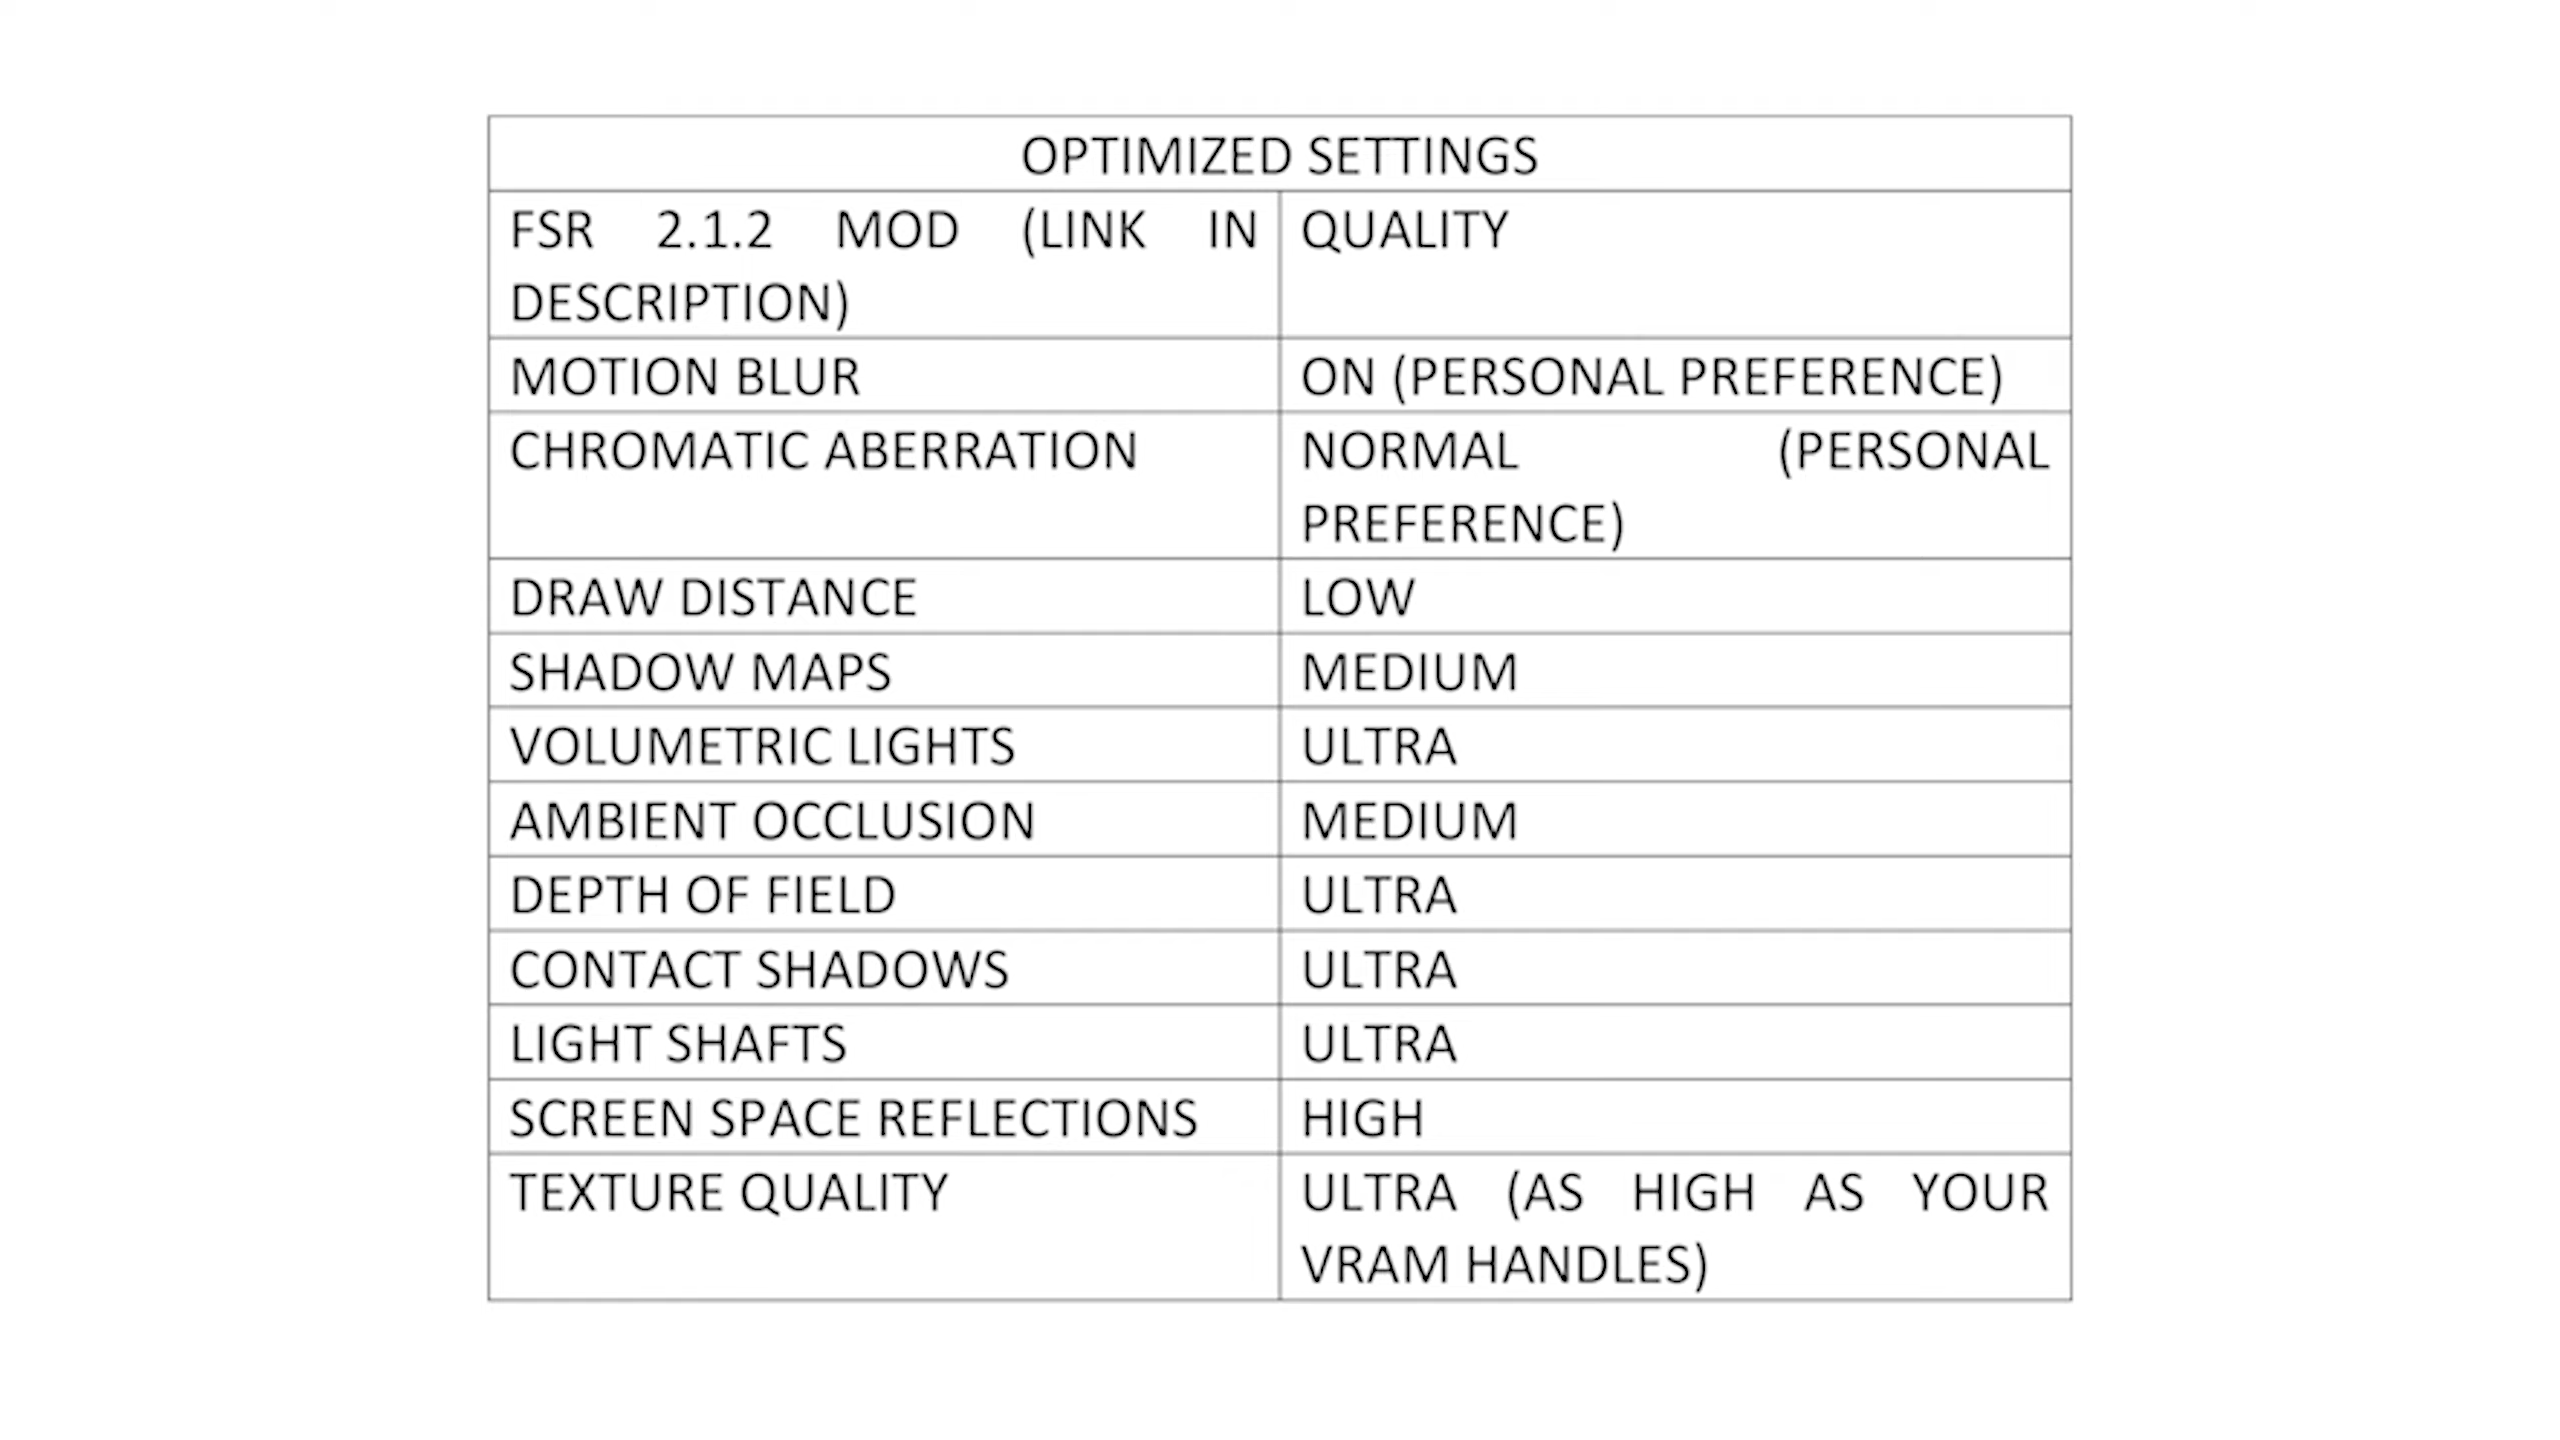 OPTIMIZED SETTINGS
FSR 2.1.2 MOD (LINK IN
DESCRIPTION)
QUALITY
MOTION BLUR
ON (PERSONAL PREFERENCE)
CHROMATIC ABERRATION
NORMAL (PERSONAL
PREFERENCE)
DRAW DISTANCE
LOW
SHADOW MAPS
MEDIUM
VOLUMETRIC LIGHTS
ULTRA
AMBIENT OCCLUSION
MEDIUM
DEPTH OF FIELD
ULTRA
CONTACT SHADOWS
ULTRA
LIGHT SHAFTS
ULTRA
SCREEN SPACE REFLECTIONS
HIGH
TEXTURE QUALITY
ULTRA (AS HIGH AS YOUR
VRAM HANDLES)